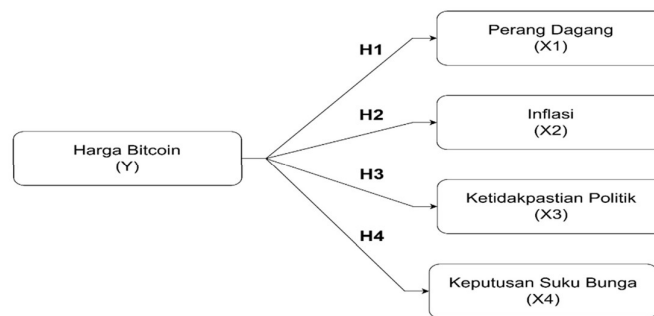 Harga Bitcoin
(Y)
H1
Perang Dagang
(X1)
H2
Inflasi
(X2)
H3
Ketidakpastian Politik
(X3)
H4
Keputusan Suku Bunga
(X4)